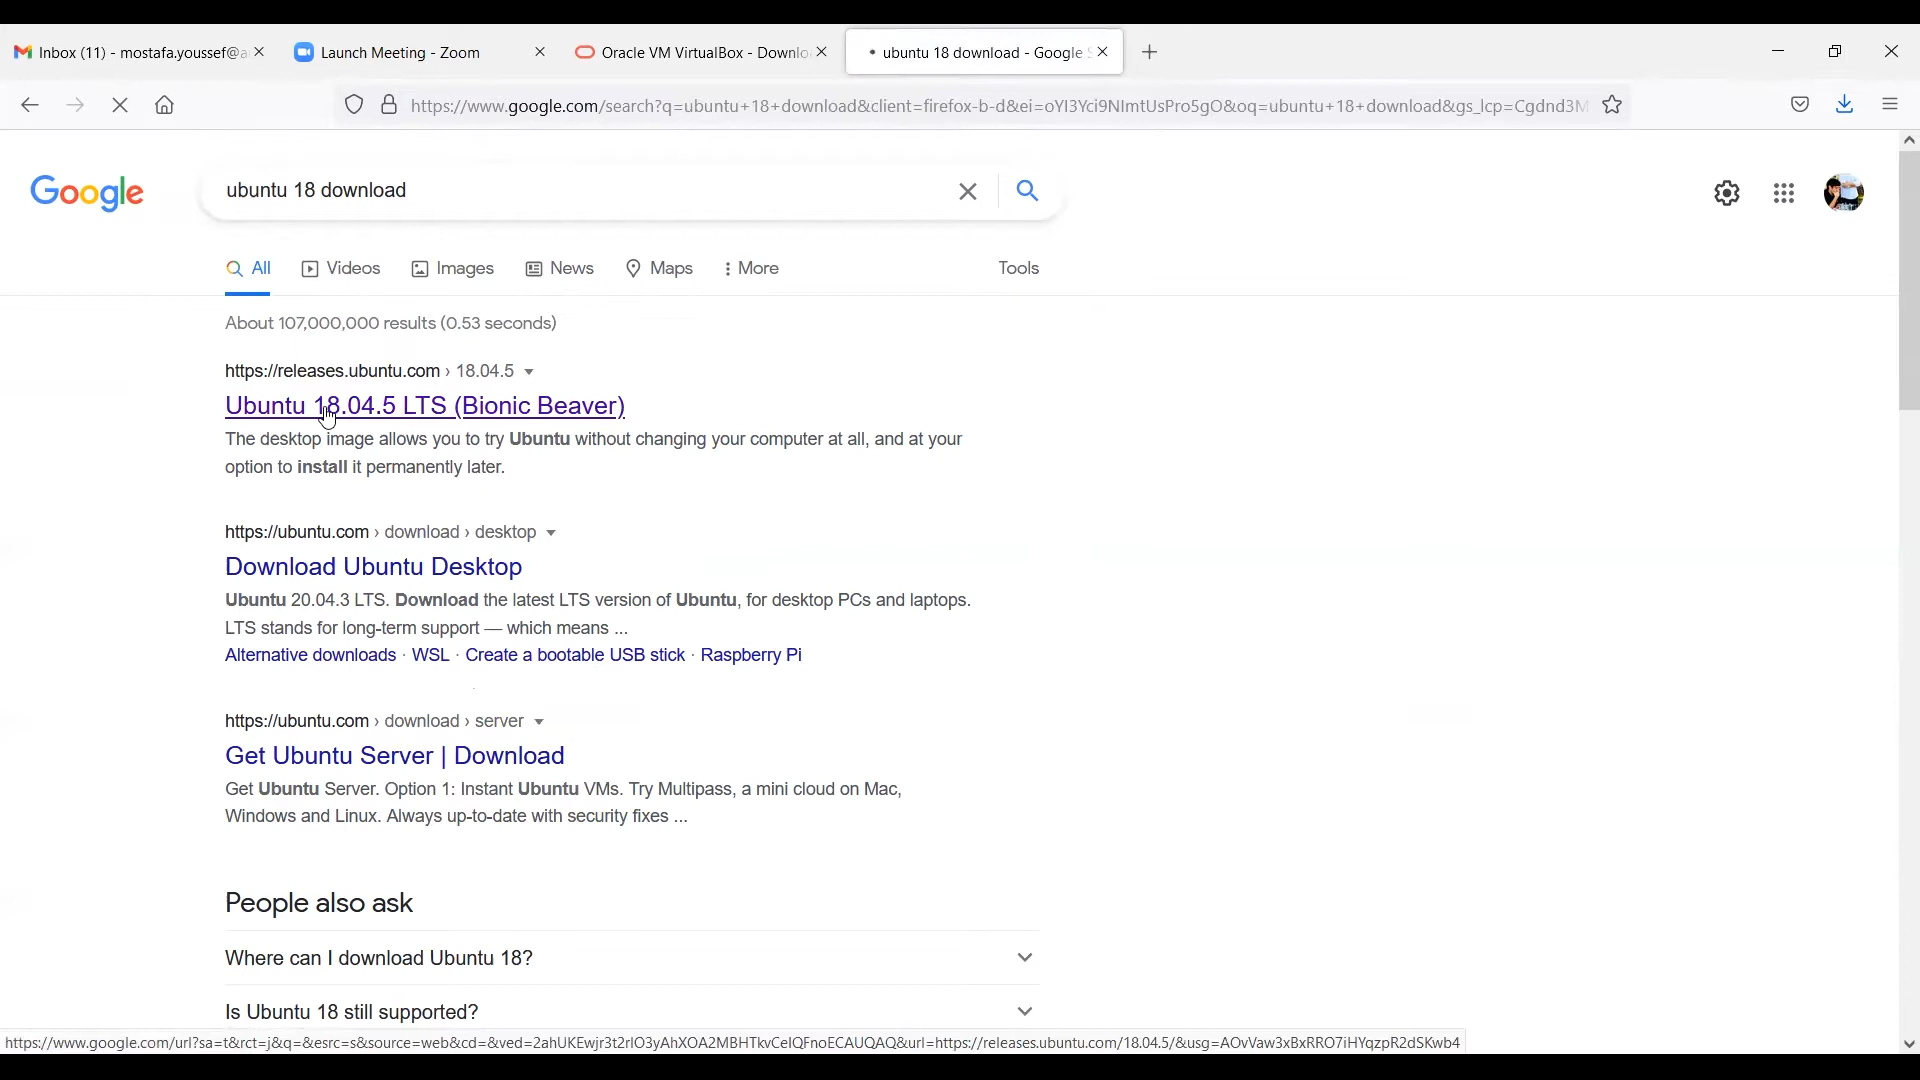 Inbox (11) - mostafa.youssef@a
Launch Meeting - Zoom
Oracle VM VirtualBox - Downlo
ubuntu 18 download - Google S
https://www.google.com/search?q=ubuntu+18+download&client=firefox-b-d&ei=oYI3Yci9NImtUsPro5gO&oq=ubuntu+18+download&gs_lcp=Cgdnd3M
Google
ubuntu 18 download
All
Videos
Images
News
Maps
More
Tools
About 107,000,000 results (0.53 seconds)
https://releases.ubuntu.com › 18.04.5
Ubuntu 18.04.5 LTS (Bionic Beaver)
The desktop image allows you to try Ubuntu without changing your computer at all, and at your
option to install it permanently later.
https://ubuntu.com › download › desktop
Download Ubuntu Desktop
Ubuntu 20.04.3 LTS. Download the latest LTS version of Ubuntu, for desktop PCs and laptops.
LTS stands for long-term support — which means ...
Alternative downloads · WSL · Create a bootable USB stick · Raspberry Pi
https://ubuntu.com › download › server
Get Ubuntu Server | Download
Get Ubuntu Server. Option 1: Instant Ubuntu VMs. Try Multipass, a mini cloud on Mac,
Windows and Linux. Always up-to-date with security fixes ...
People also ask
Where can I download Ubuntu 18?
Is Ubuntu 18 still supported?
https://www.google.com/url?sa=t&rct=j&q=&esrc=s&source=web&cd=&ved=2ahUKEwjr3t2rlO3yAhXOA2MBHTkvCeIQFnoECAUQAQ&url=https://releases.ubuntu.com/18.04.5/&usg=AOvVaw3xBxRRO7iHYqzpR2dSKwb4